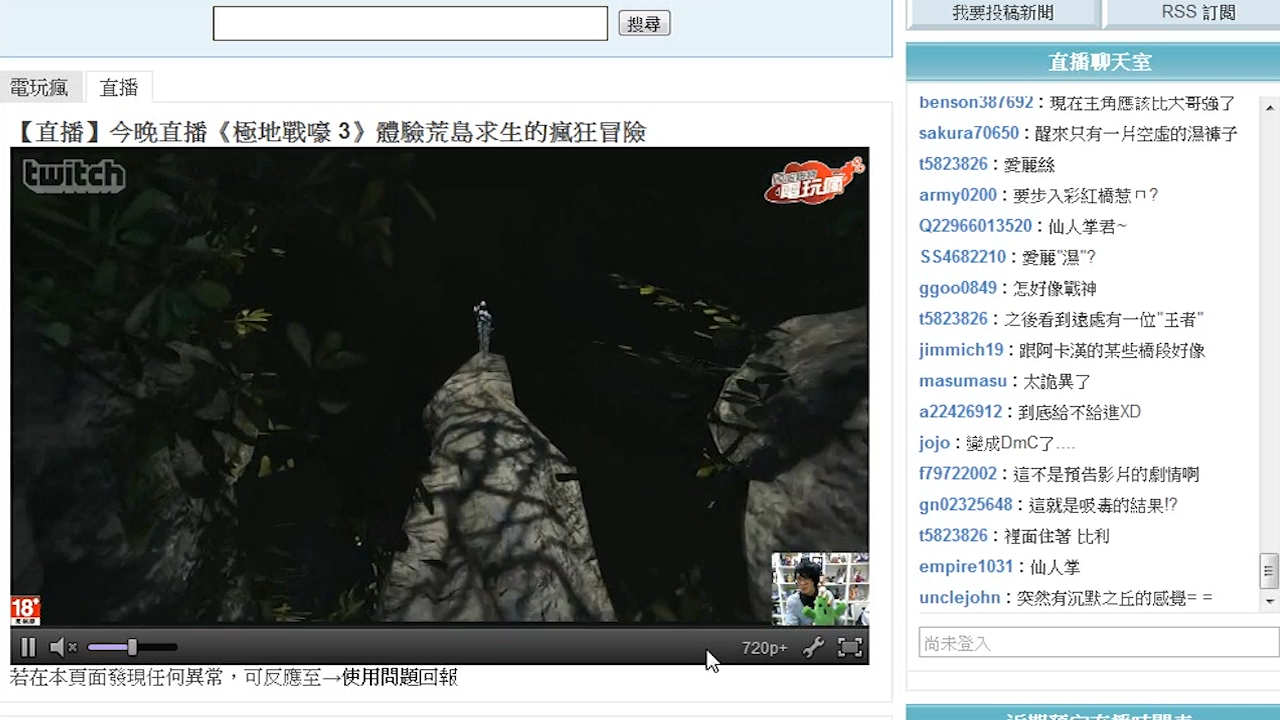 搜尋
我要投稿新聞
RSS 訂閱
電玩瘋
直播
【直播】今晚直播《極地戰嚎 3》體驗荒島求生的瘋狂冒險
twitch
電玩瘋
18+
720p+
若在本頁面發現任何異常，可反應至→使用問題回報
直播聊天室
benson387692：現在主角應該比大哥強了
sakura70650：醒來只有一片空虛的濕褲子
t5823826：愛麗絲
army0200：要步入彩紅橋惹ㄇ?
Q22966013520：仙人掌君~
SS4682210：愛麗"濕"?
ggoo0849：怎好像戰神
t5823826：之後看到遠處有一位"王者"
jimmich19：跟阿卡漢的某些橋段好像
masumasu：太詭異了
a22426912：到底給不給進XD
jojo：變成DmC了....
f79722002：這不是預告影片的劇情啊
gn02325648：這就是吸毒的結果!?
t5823826：裡面住著 比利
empire1031：仙人掌
unclejohn：突然有沉默之丘的感覺= =
尚未登入